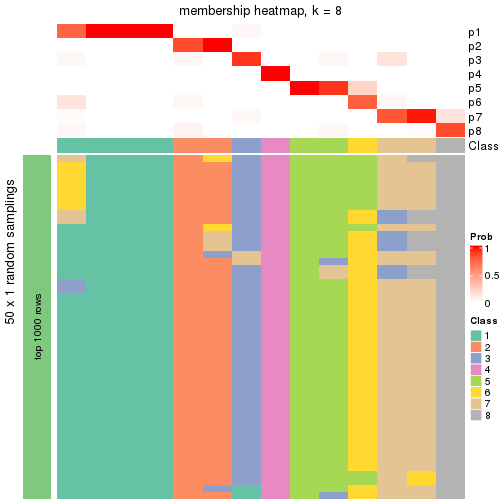 membership heatmap, k = 8
p1
p2
p3
p4
p5
p6
p7
p8
Class
50 x 1 random samplings
top 1000 rows
Prob
1
0.5
0
Class
1
2
3
4
5
6
7
8